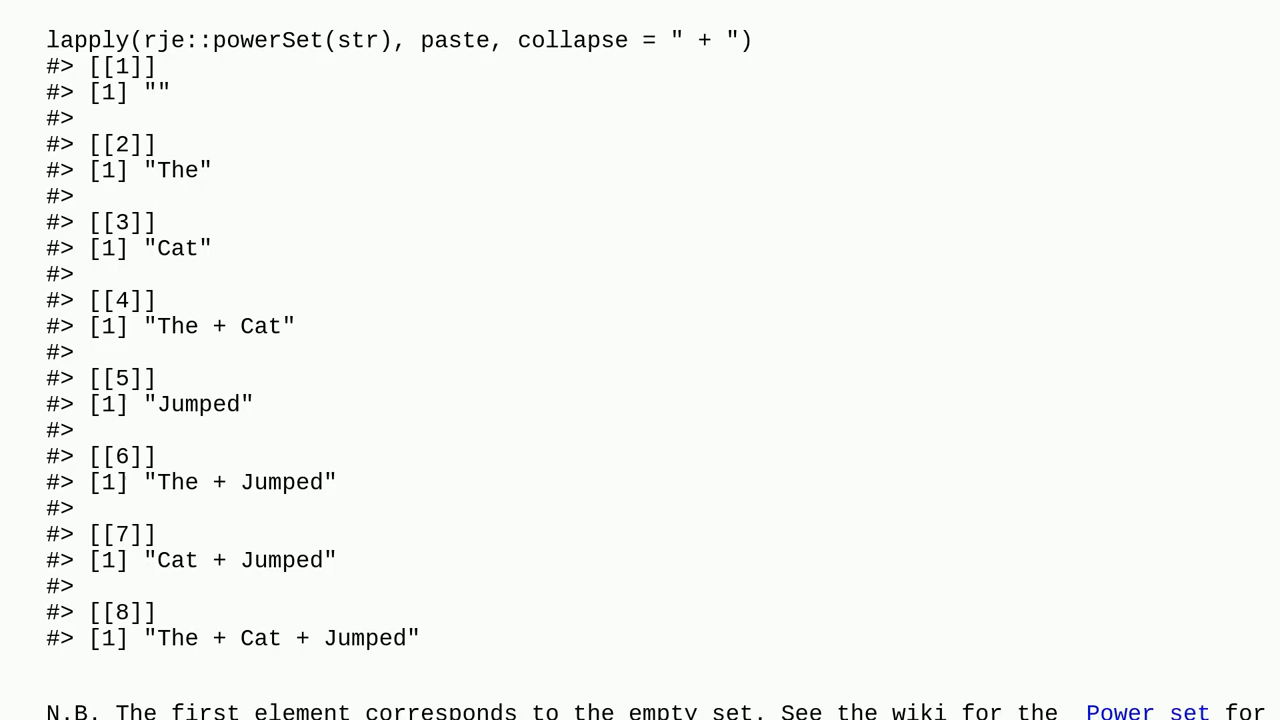 lapply(rje::powerSet(str), paste, collapse = " + ")
#> [[1]]
#> [1] ""
#>
#> [[2]]
#> [1] "The"
#>
#> [[3]]
#> [1] "Cat"
#>
#> [[4]]
#> [1] "The + Cat"
#>
#> [[5]]
#> [1] "Jumped"
#>
#> [[6]]
#> [1] "The + Jumped"
#>
#> [[7]]
#> [1] "Cat + Jumped"
#>
#> [[8]]
#> [1] "The + Cat + Jumped"
N.B. The first element corresponds to the empty set. See the wiki for the  Power set for